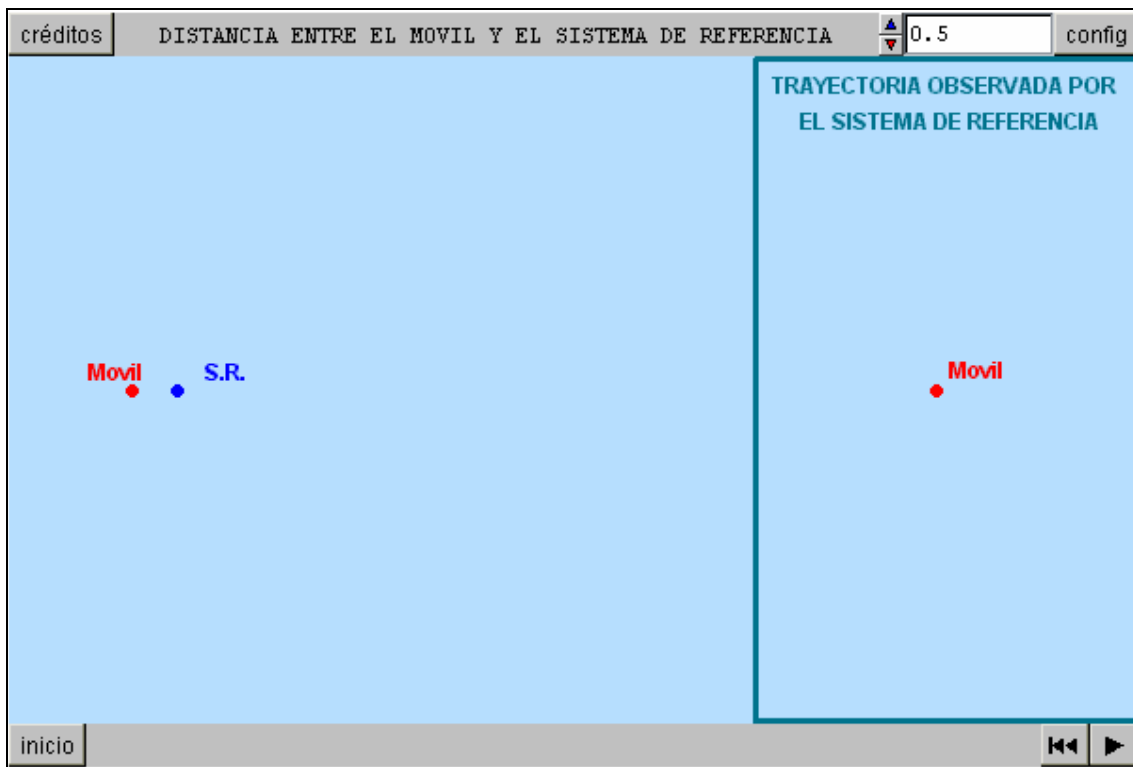 créditos DISTANCIA ENTRE EL MOVIL Y EL SISTEMA DE REFERENCIA 0.5 config
TRAYECTORIA OBSERVADA POR
EL SISTEMA DE REFERENCIA
Movil S.R. Movil
inicio